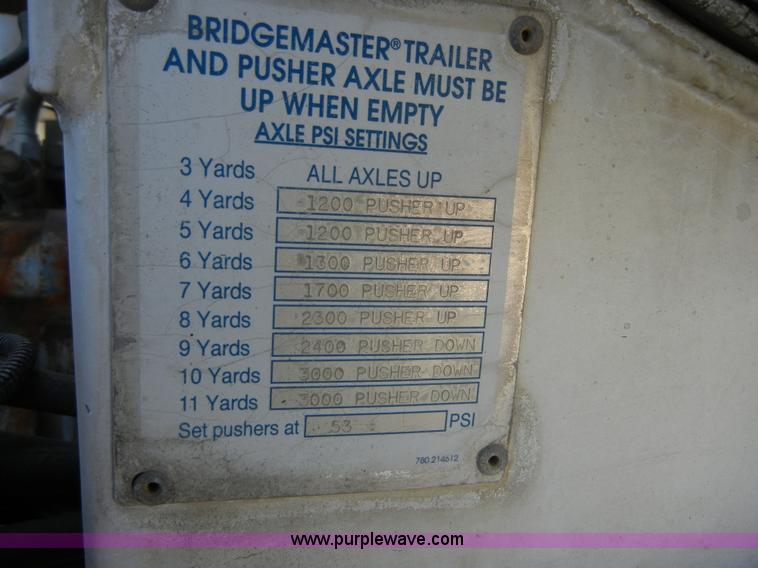 BRIDGEMASTER® TRAILER
AND PUSHER AXLE MUST BE
UP WHEN EMPTY
AXLE PSI SETTINGS
3 Yards ALL AXLES UP
4 Yards 1200 PUSHER UP
5 Yards 1200 PUSHER UP
6 Yards 1300 PUSHER UP
7 Yards 1700 PUSHER UP
8 Yards 2300 PUSHER UP
9 Yards 2400 PUSHER DOWN
10 Yards 3000 PUSHER DOWN
11 Yards 3000 PUSHER DOWN
Set pushers at 53 PSI
780.214612
www.purplewave.com